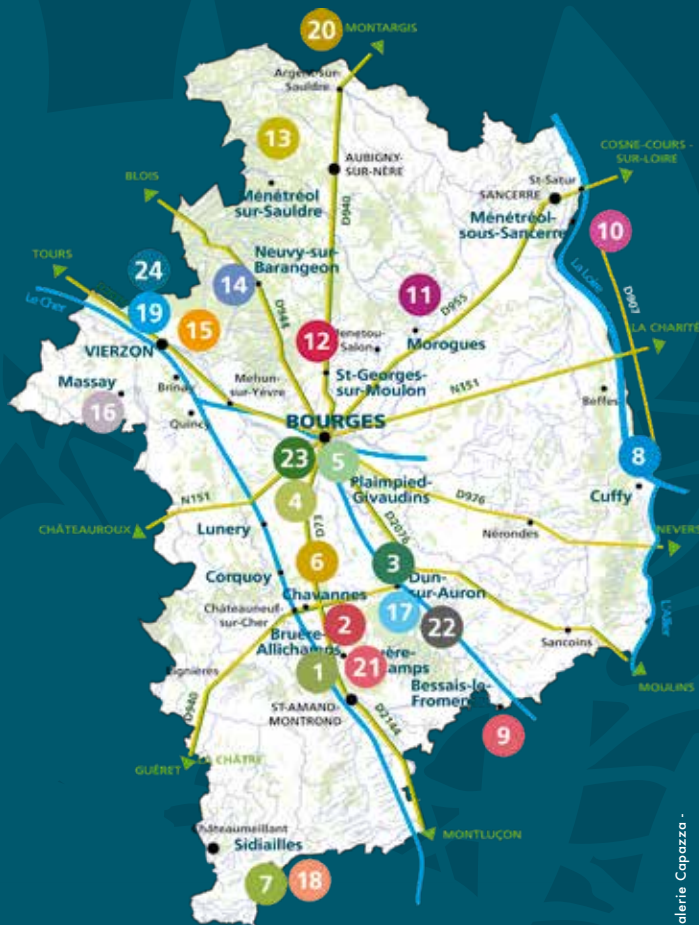 20
MONTARGIS
Argent-sur-
Sauldre
13
AUBIGNY-
SUR-NÈRE
COSNE-COURS -
SUR-LOIRE
BLOIS
St-Satur
SANCERRE
Ménétréol
sur-Sauldre
D940
Ménétréol-
sous-Sancerre
10
TOURS
24
Neuvy-sur-
Barangeon
14
La Loire
Le Cher
19
15
D944
11
D955
D907
12
Menetou-
Salon
Morogues
LA CHARITÉ
VIERZON
Massay
Brinay
Mehun-
sur-Yèvre
St-Georges-
sur-Moulon
N151
16
Quincy
Beffes
BOURGES
23
5
8
4
Plaimpied-
Givaudins
D976
Cuffy
N151
CHÂTEAUROUX
Lunery
D73
D2076
Nérondes
NEVERS
6
3
Corquoy
Dun-
sur-Auron
Chavannes
Châteauneuf-
sur-Cher
2
17
22
L'Allier
Bruère-
Allichamps
Sancoins
1
21
Lignières
Bessais-le-
Fromental
MOULINS
D940
ST-AMAND-
MONTROND
D2144
9
LA CHÂTRE
GUÉRET
Châteaumeillant
MONTLUÇON
Sidiailles
7
18
alerie Capazza -